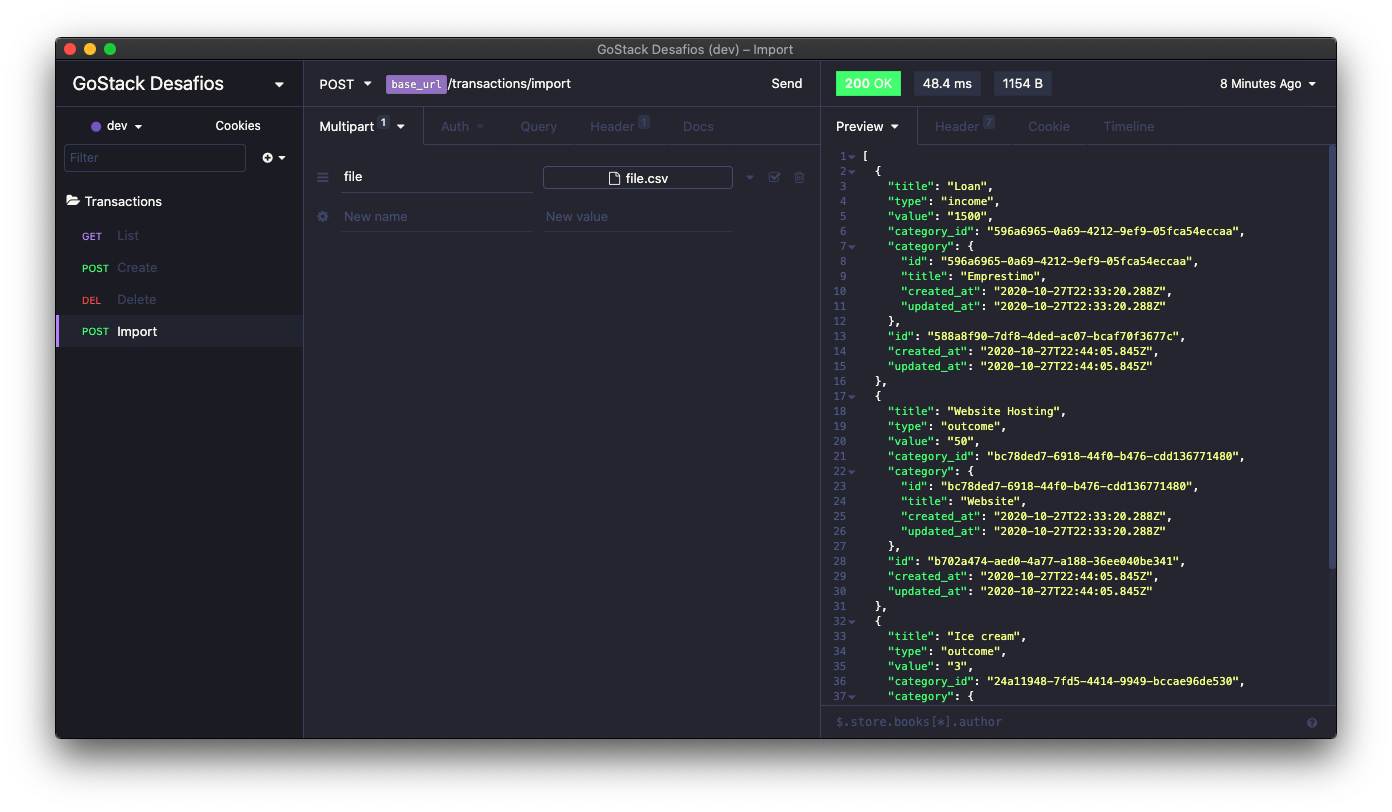 GoStack Desafios (dev) – Import
GoStack Desafios
dev
Cookies
Filter
Transactions
GET List
POST Create
DEL Delete
POST Import
POST base_url/transactions/import Send
Multipart 1 Auth Query Header 1 Docs
file file.csv
New name New value
200 OK 48.4 ms 1154 B 8 Minutes Ago
Preview Header 7 Cookie Timeline
1 [
2 {
3 "title": "Loan",
4 "type": "income",
5 "value": "1500",
6 "category_id": "596a6965-0a69-4212-9ef9-05fca54eccaa",
7 "category": {
8 "id": "596a6965-0a69-4212-9ef9-05fca54eccaa",
9 "title": "Emprestimo",
10 "created_at": "2020-10-27T22:33:20.288Z",
11 "updated_at": "2020-10-27T22:33:20.288Z"
12 },
13 "id": "588a8f90-7df8-4ded-ac07-bcaf70f3677c",
14 "created_at": "2020-10-27T22:44:05.845Z",
15 "updated_at": "2020-10-27T22:44:05.845Z"
16 },
17 {
18 "title": "Website Hosting",
19 "type": "outcome",
20 "value": "50",
21 "category_id": "bc78ded7-6918-44f0-b476-cdd136771480",
22 "category": {
23 "id": "bc78ded7-6918-44f0-b476-cdd136771480",
24 "title": "Website",
25 "created_at": "2020-10-27T22:33:20.288Z",
26 "updated_at": "2020-10-27T22:33:20.288Z"
27 },
28 "id": "b702a474-aed0-4a77-a188-36ee040be341",
29 "created_at": "2020-10-27T22:44:05.845Z",
30 "updated_at": "2020-10-27T22:44:05.845Z"
31 },
32 {
33 "title": "Ice cream",
34 "type": "outcome",
35 "value": "3",
36 "category_id": "24a11948-7fd5-4414-9949-bccae96de530",
37 "category": {
$.store.books[*].author